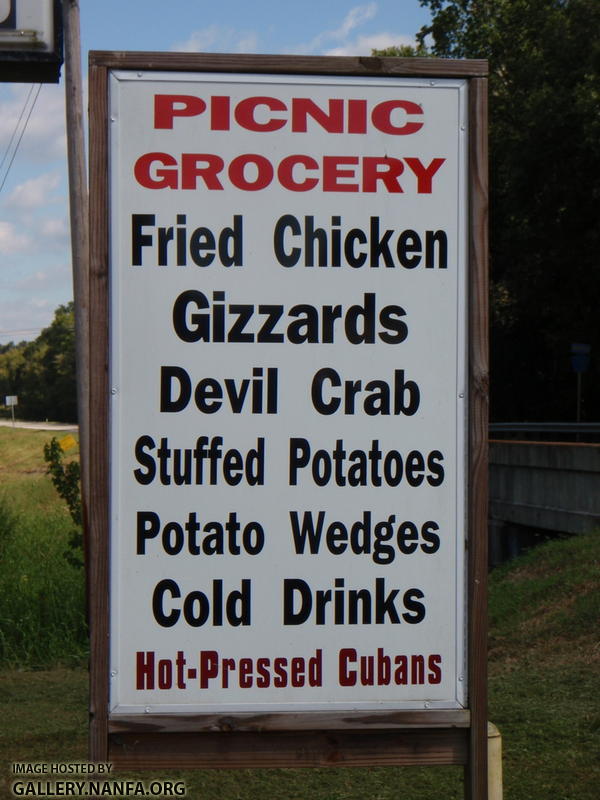 PICNIC
GROCERY
Fried Chicken
Gizzards
Devil Crab
Stuffed Potatoes
Potato Wedges
Cold Drinks
Hot-Pressed Cubans
IMAGE HOSTED BY
GALLERY.NANFA.ORG